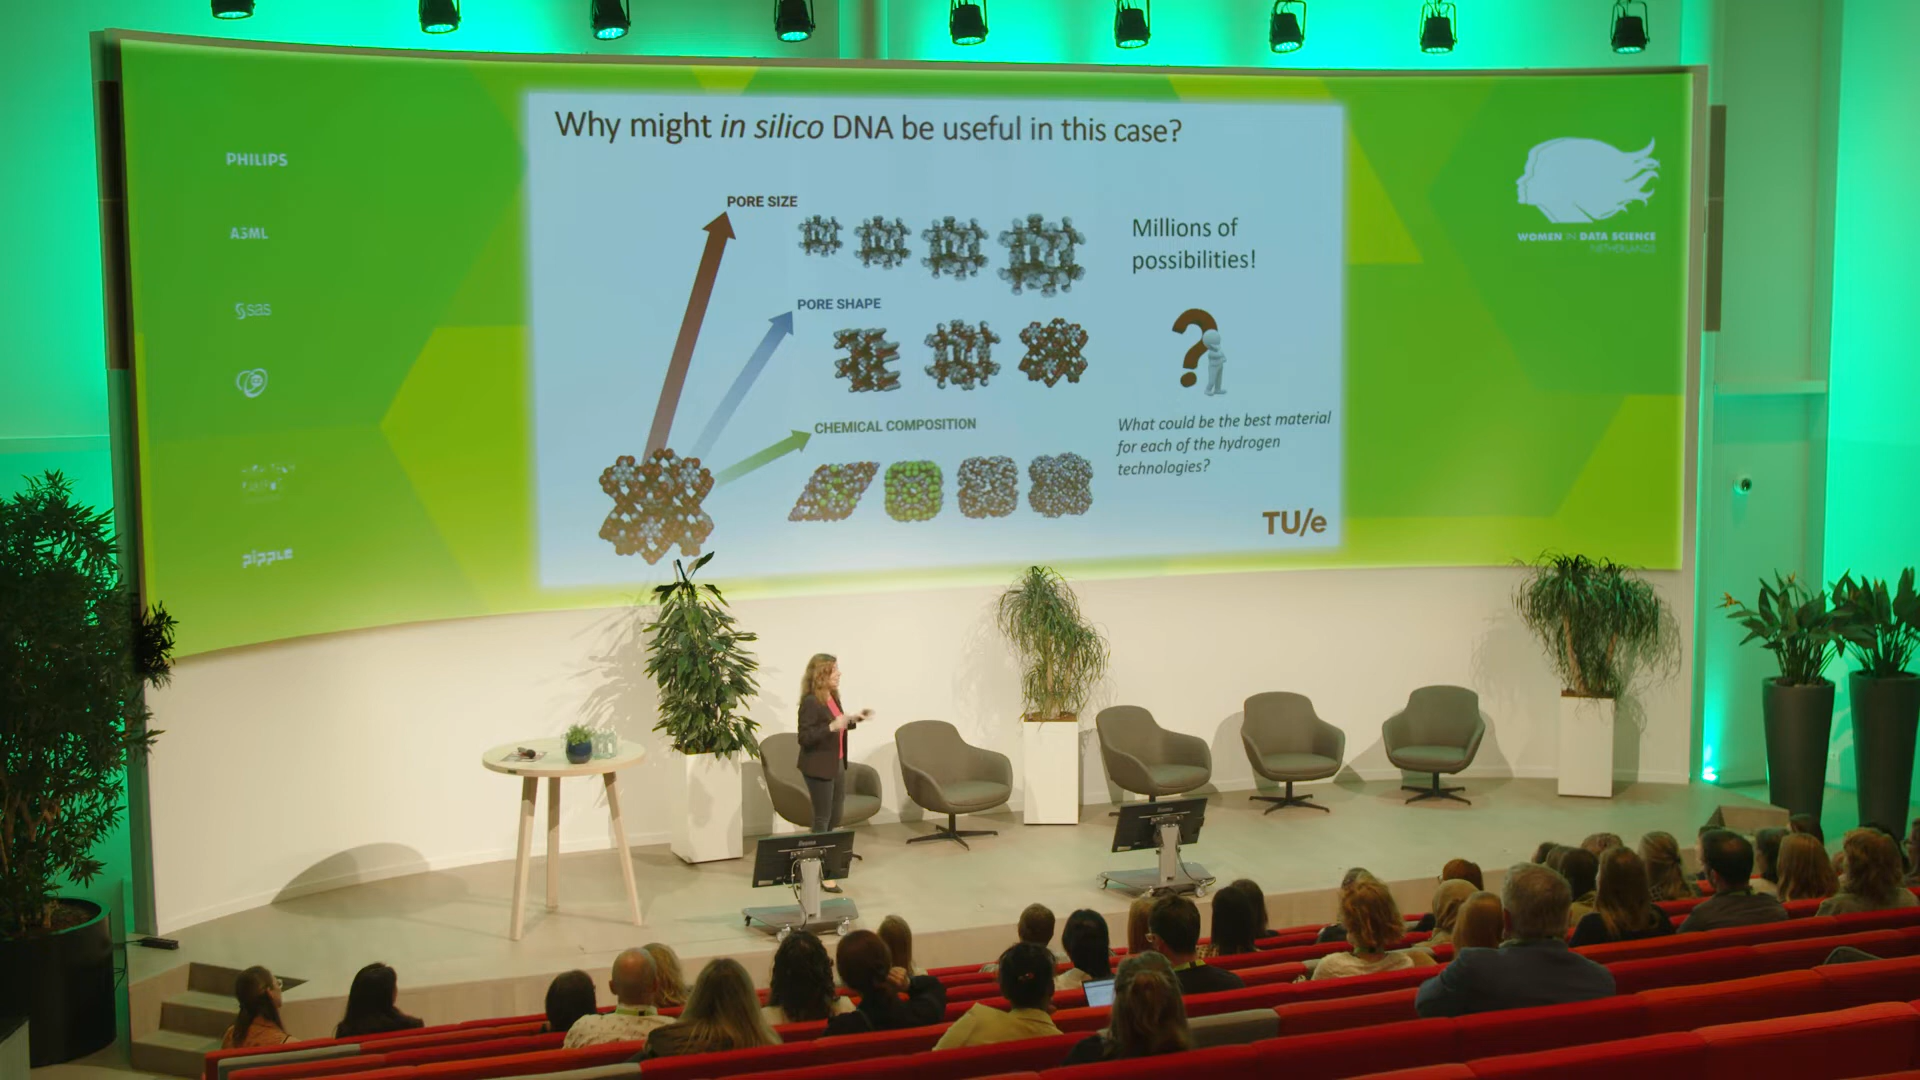 Why might in silico DNA be useful in this case?
PORE SIZE
Millions of
possibilities!
PORE SHAPE
CHEMICAL COMPOSITION
What could be the best material
for each of the hydrogen
technologies?
TU/e
PHILIPS
ASML
sas
pipple
WOMEN IN DATA SCIENCE
NETHERLANDS